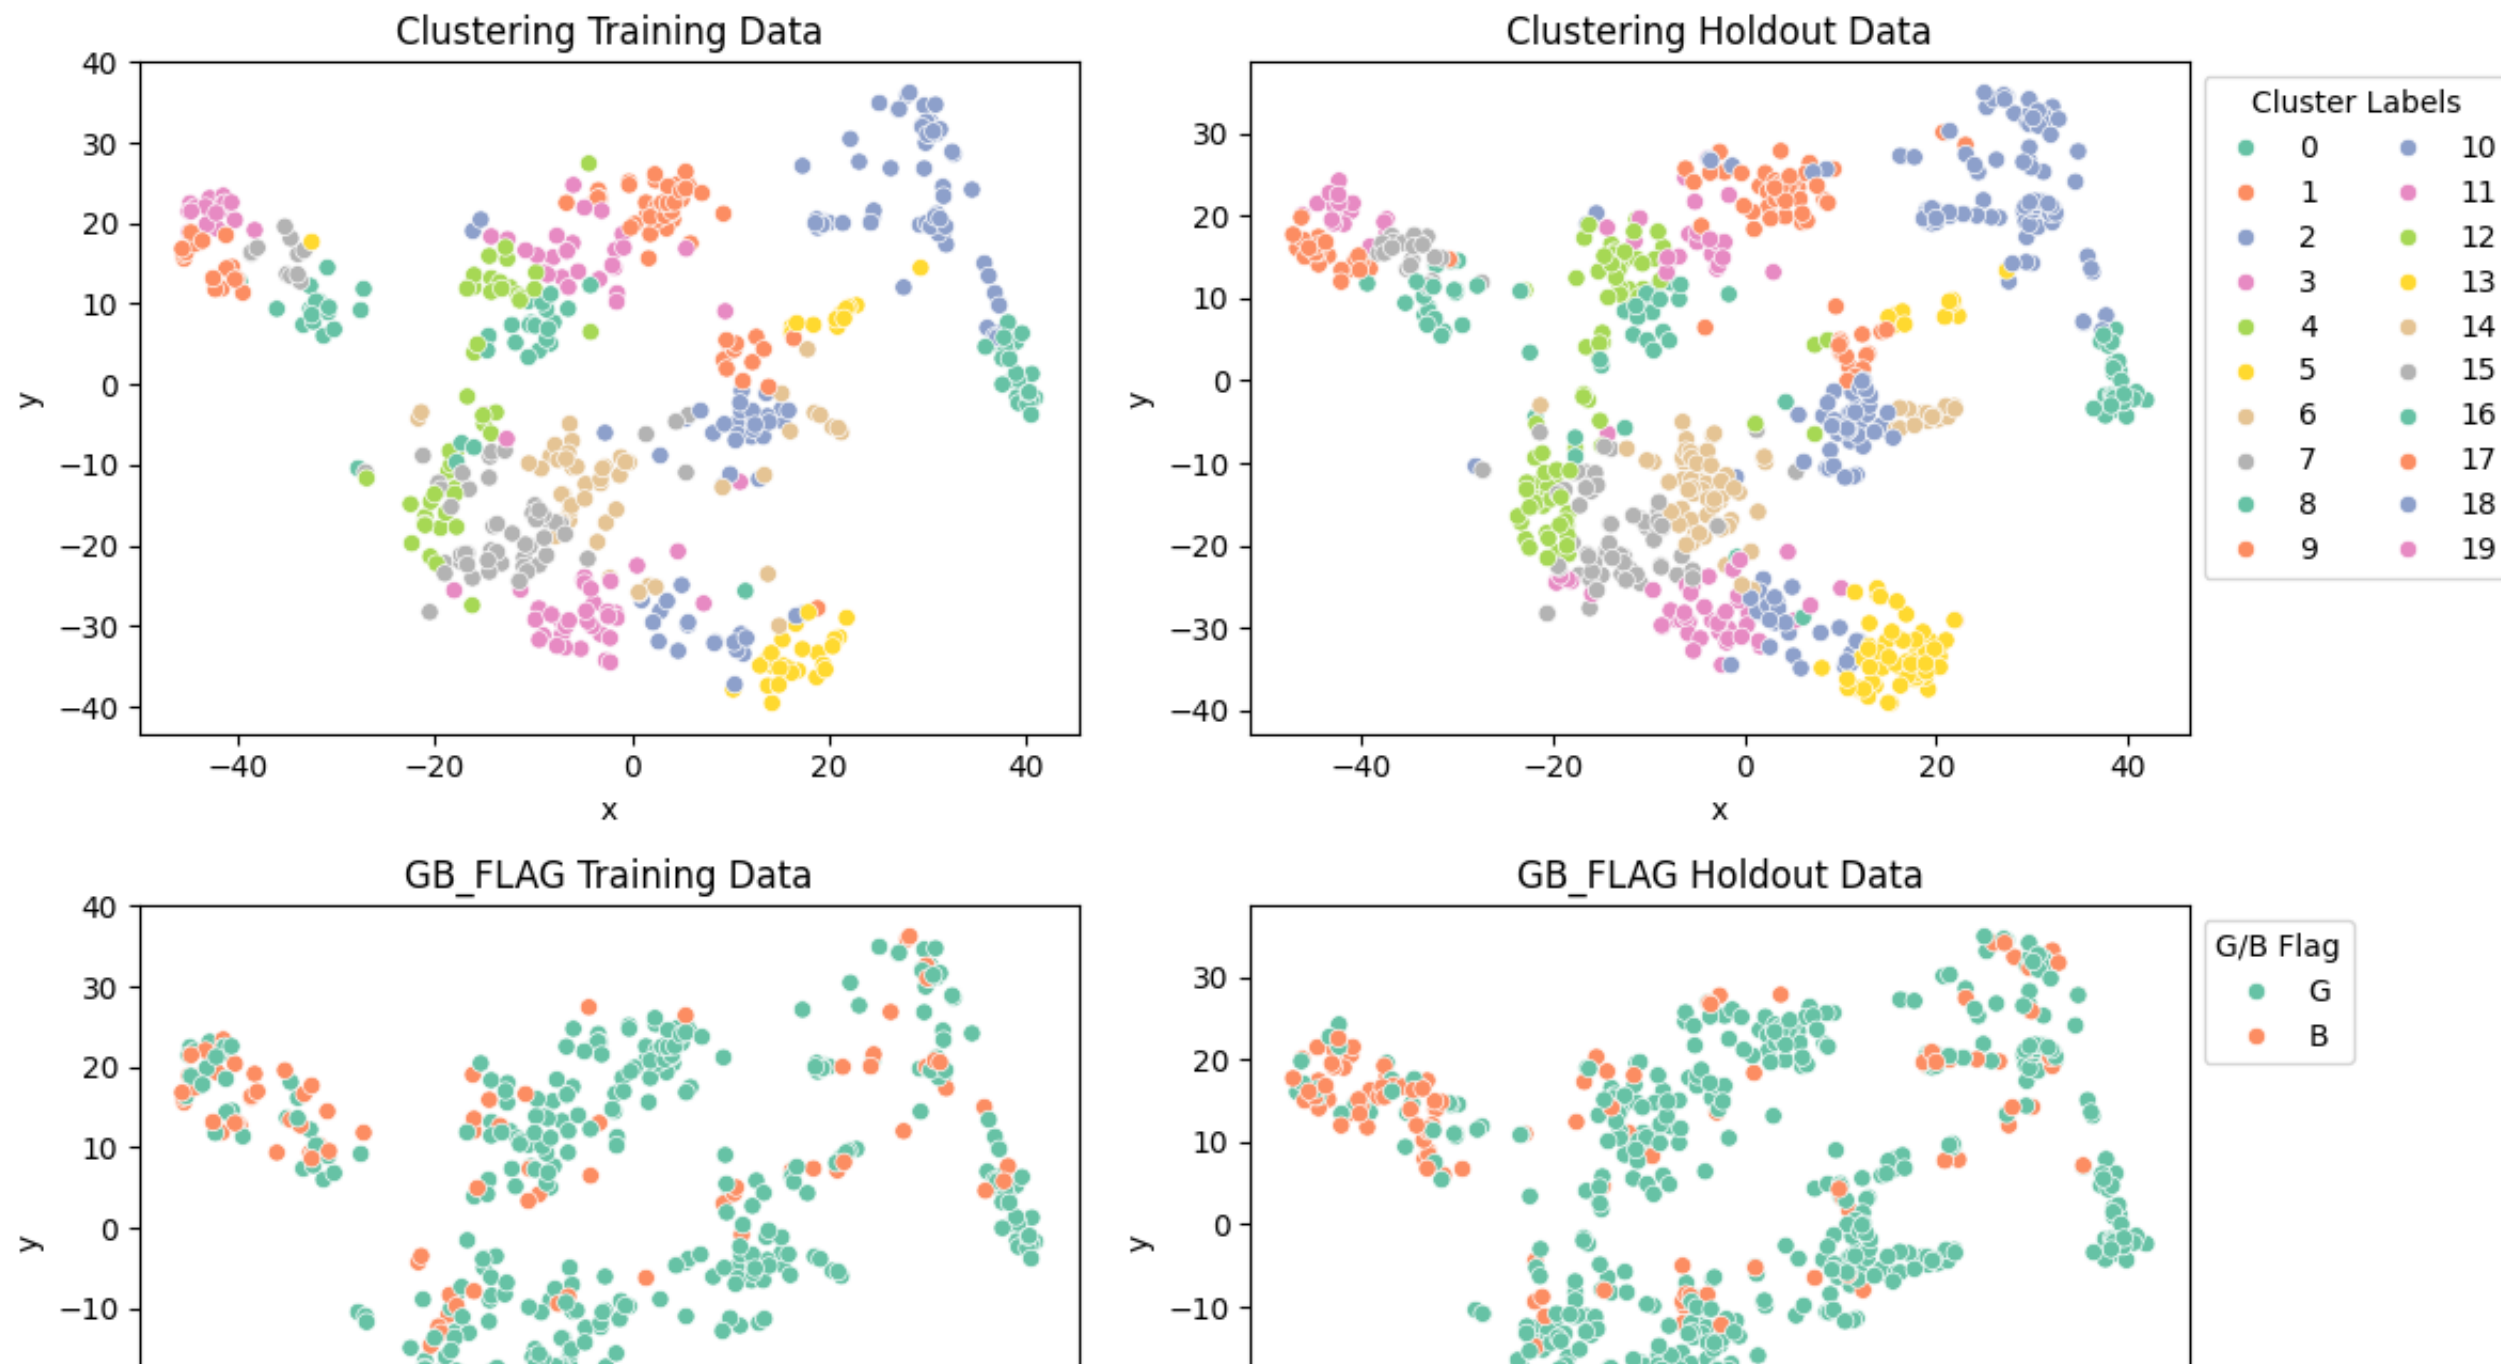 Clustering Training Data
40
30
20
10
0
−10
−20
−30
−40
y
−40 −20 0 20 40
x
Clustering Holdout Data
30
20
10
0
−10
−20
−30
−40
y
−40 −20 0 20 40
x
Cluster Labels
0 10
1 11
2 12
3 13
4 14
5 15
6 16
7 17
8 18
9 19
GB_FLAG Training Data
40
30
20
10
0
−10
y
GB_FLAG Holdout Data
30
20
10
0
−10
y
G/B Flag
G
B